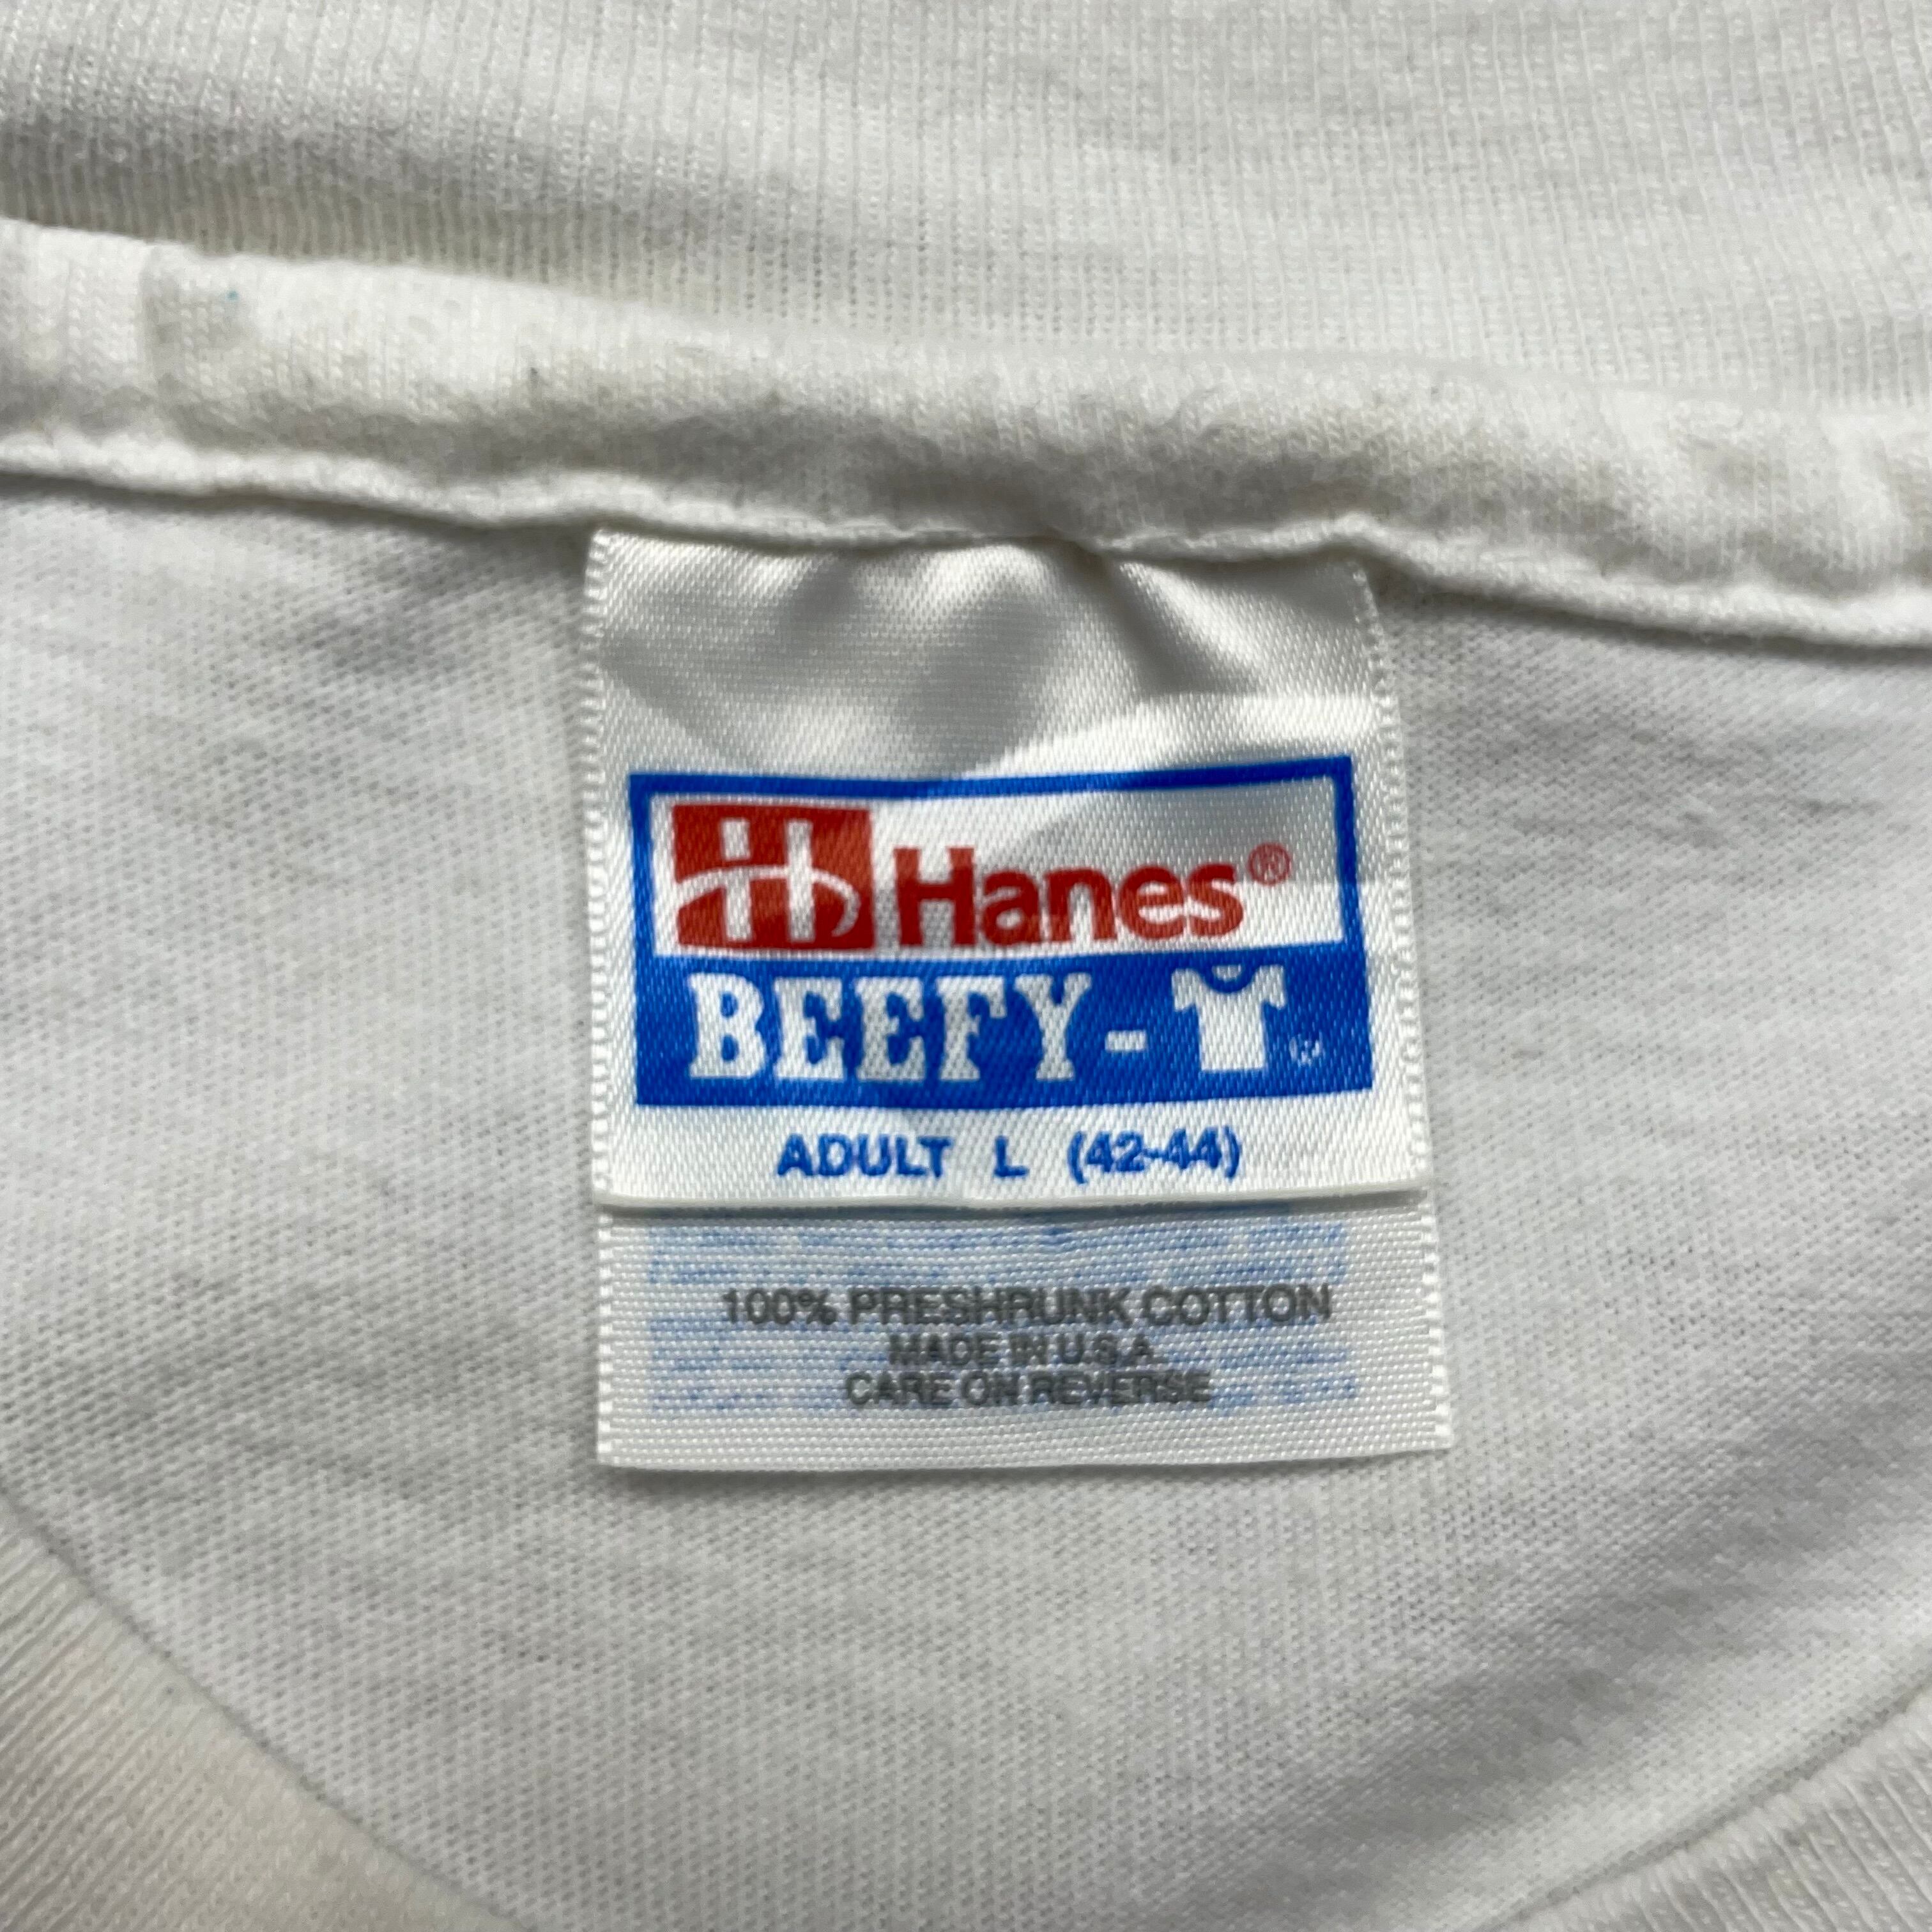 H Hanes®
BEEFY-
ADULT L (42-44)
100% PRESHRUNK COTTON
MADE IN U.S.A.
CARE ON REVERSE